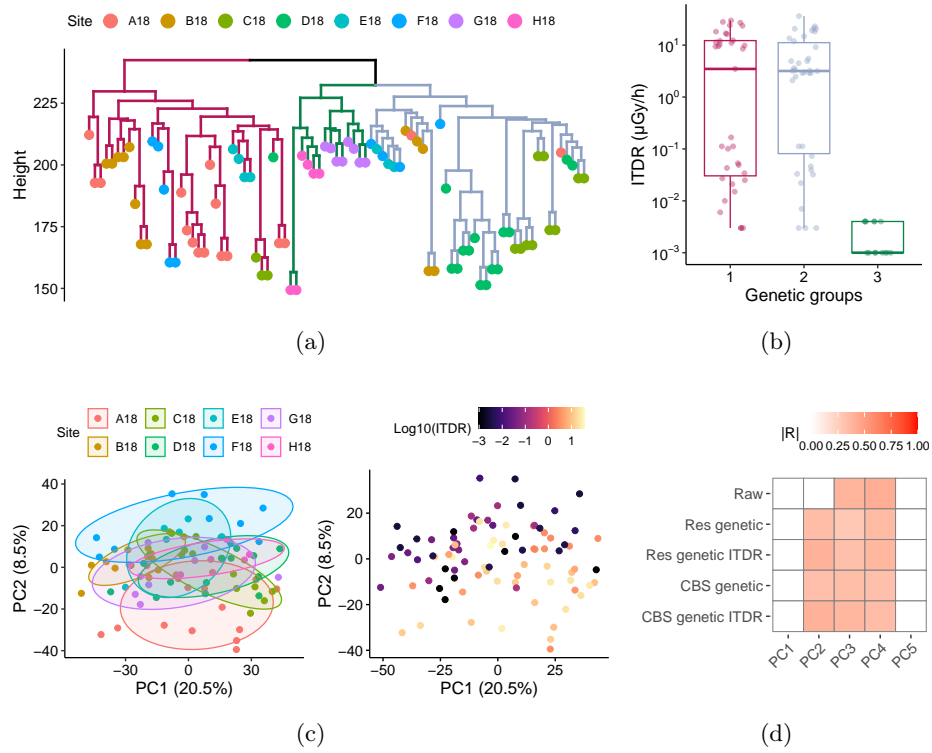 Site A18 B18 C18 D18 E18 F18 G18 H18
Height
225
200
175
150
(a)
ITDR (µGy/h)
10^1
10^0
10^−1
10^−2
10^−3
1 2 3
Genetic groups
(b)
Site
A18 C18 E18 G18
B18 D18 F18 H18
PC2 (8.5%)
40
20
0
−20
−40
−30 0 30
PC1 (20.5%)
Log10(ITDR)
−3 −2 −1 0 1
PC2 (8.5%)
40
20
0
−20
−40
−50 −25 0 25
PC1 (20.5%)
(c)
|R|
0.00 0.25 0.50 0.75 1.00
Raw
Res genetic
Res genetic ITDR
CBS genetic
CBS genetic ITDR
PC1 PC2 PC3 PC4 PC5
(d)